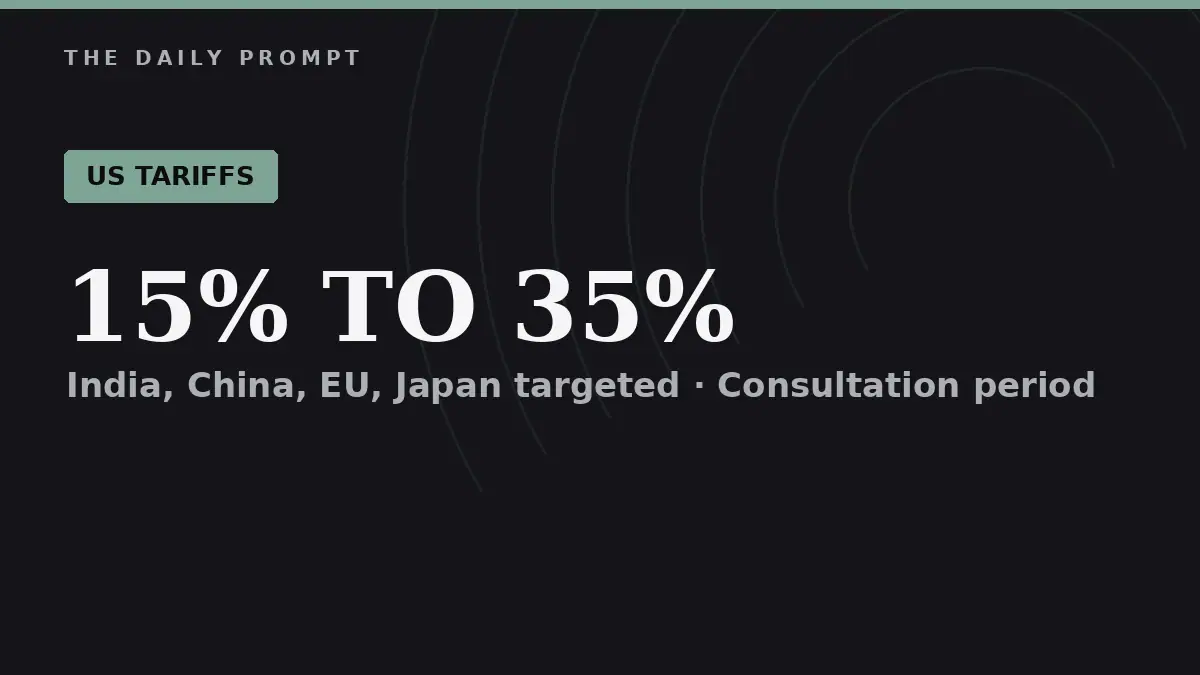 THE DAILY PROMPT
US TARIFFS
15% TO 35%
India, China, EU, Japan targeted · Consultation period